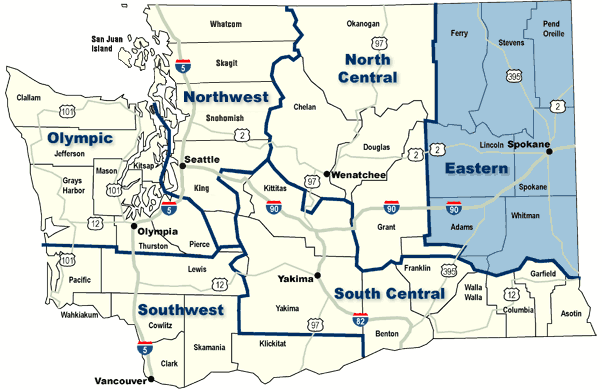 Whatcom
Okanogan
Ferry
Pend
Oreille
Stevens
San Juan
Island
97
5
Skagit
North
Central
395
2
Clallam
101
Northwest
Chelan
Snohomish
2
Olympic
Jefferson
Douglas
2
2
Lincoln
Spokane
Kitsap
Seattle
Mason
Eastern
Wenatchee
Grays
Harbor
101
King
Kittitas
97
Spokane
5
90
90
90
Whitman
12
Olympia
Grant
Adams
Thurston
Pierce
101
Lewis
Franklin
395
Garfield
Pacific
12
Yakima
South Central
Walla
Walla
12
Columbia
Asotin
Wahkiakum
Southwest
Yakima
Cowlitz
97
82
Benton
5
Skamania
Klickitat
Clark
Vancouver